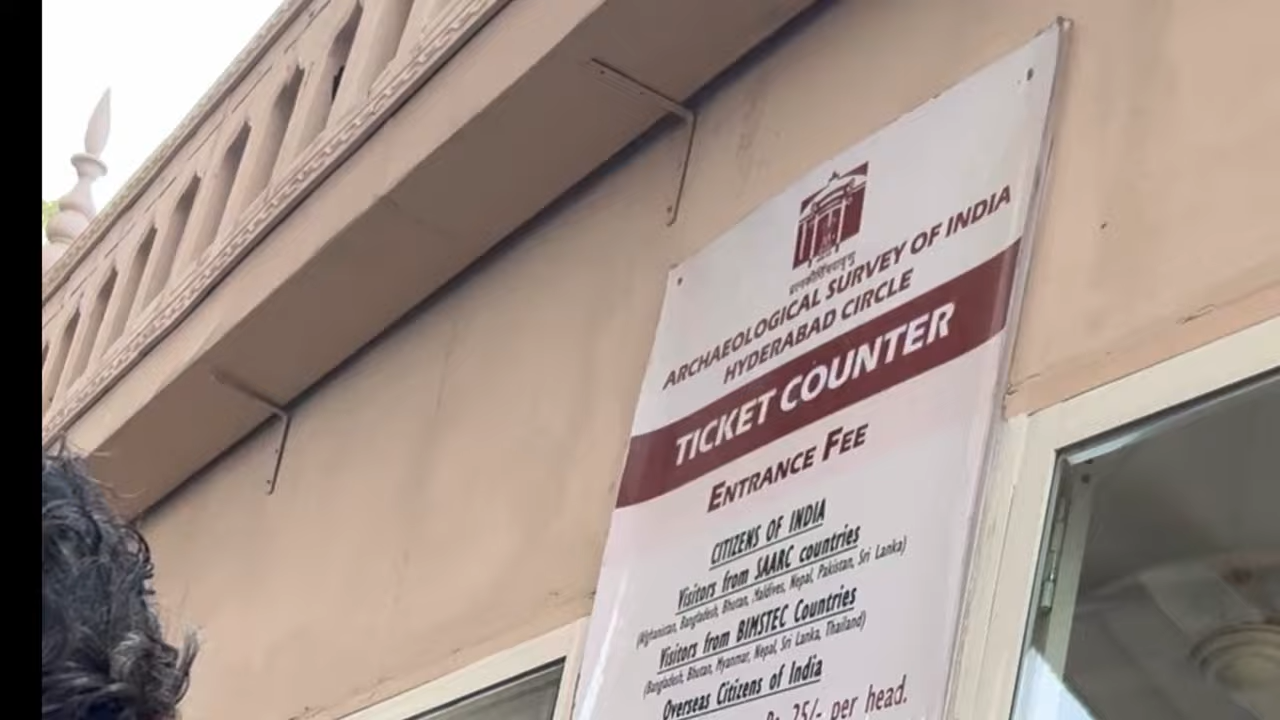 ARCHAEOLOGICAL SURVEY OF INDIA
HYDERABAD CIRCLE
TICKET COUNTER
ENTRANCE FEE
CITIZENS OF INDIA
Visitors from SAARC countries
(Afghanistan, Bangladesh, Bhutan, Maldives, Nepal, Pakistan, Sri Lanka)
Visitors from BIMSTEC Countries
(Bangladesh, Bhutan, Myanmar, Nepal, Sri Lanka, Thailand)
Overseas Citizens of India
Rs. 25/- per head.